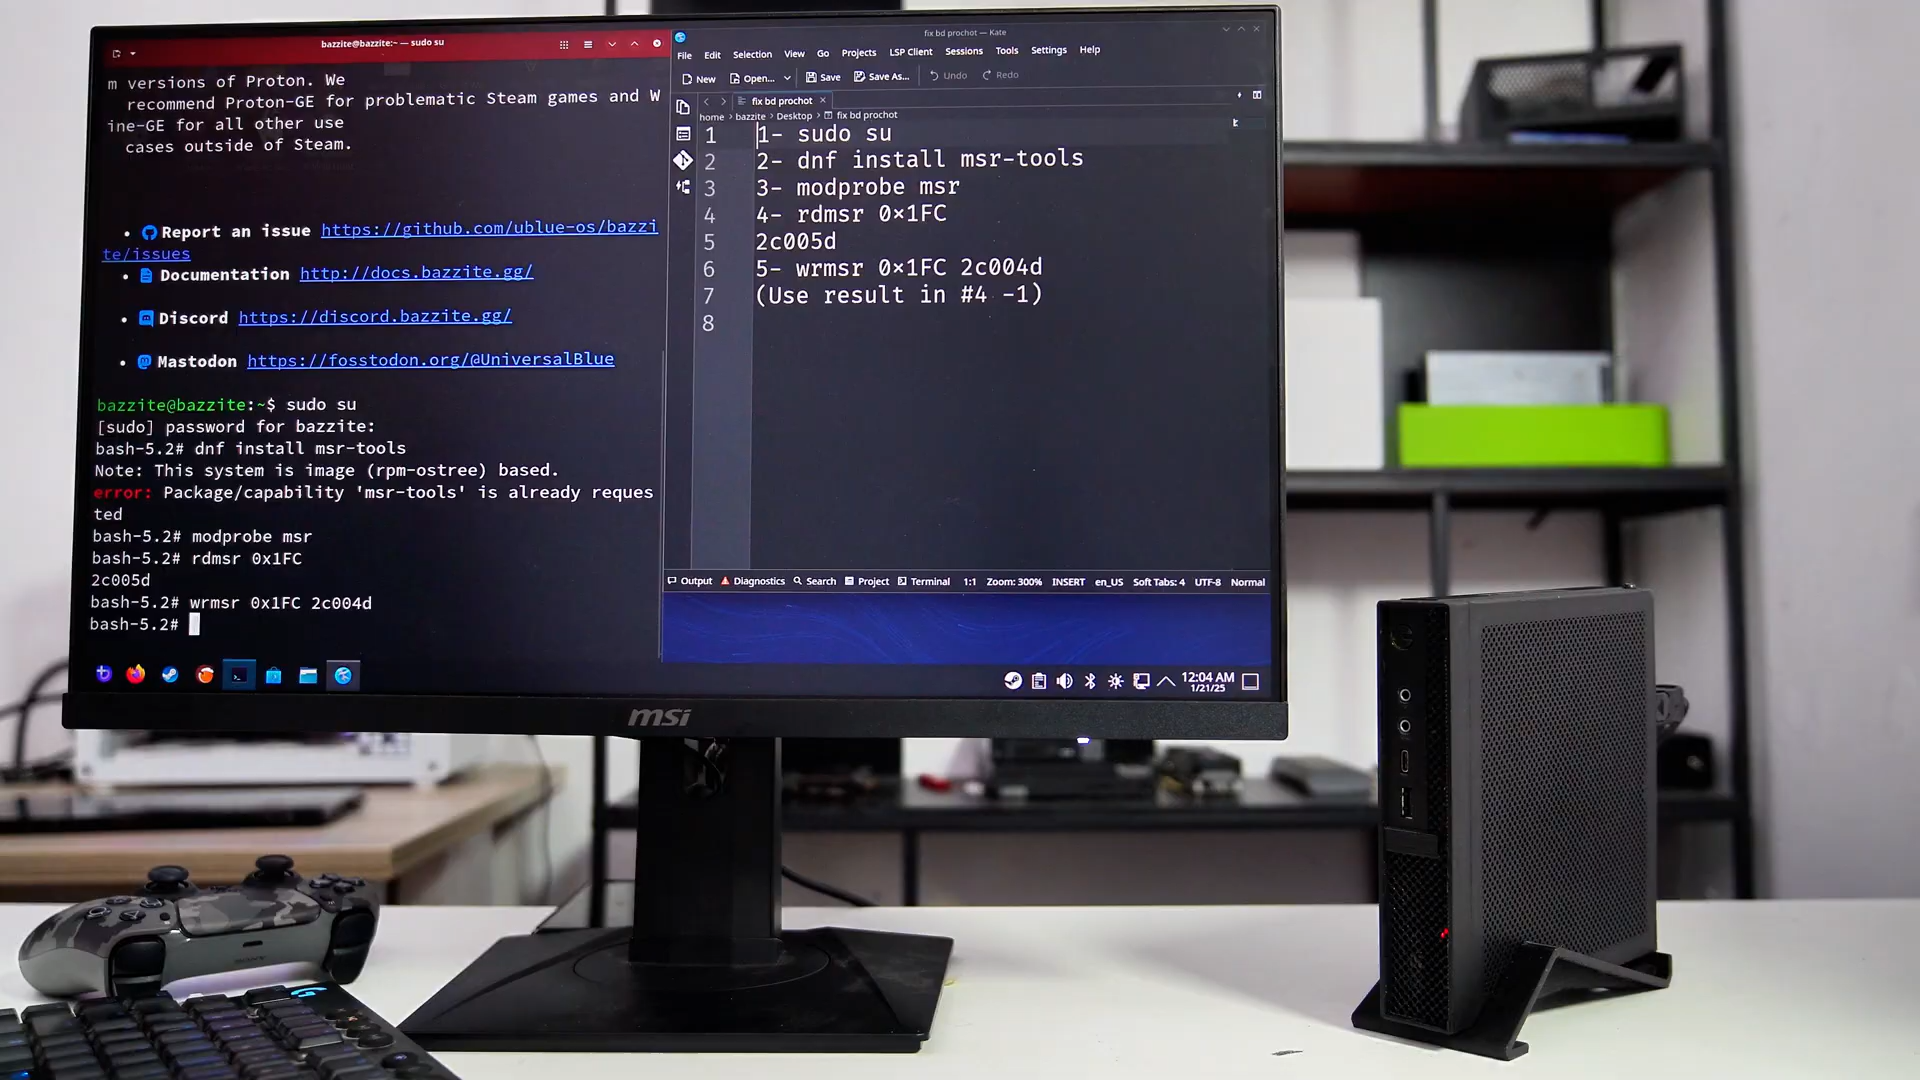 bazzite@bazzite:~ — sudo su
m versions of Proton. We
recommend Proton-GE for problematic Steam games and W
ine-GE for all other use
cases outside of Steam.
• Report an issue https://github.com/ublue-os/bazzi
te/issues
• Documentation http://docs.bazzite.gg/
• Discord https://discord.bazzite.gg/
• Mastodon https://fosstodon.org/@UniversalBlue
bazzite@bazzite:~$ sudo su
[sudo] password for bazzite:
bash-5.2# dnf install msr-tools
Note: This system is image (rpm-ostree) based.
error: Package/capability 'msr-tools' is already reques
ted
bash-5.2# modprobe msr
bash-5.2# rdmsr 0x1FC
2c005d
bash-5.2# wrmsr 0x1FC 2c004d
bash-5.2#
fix bd prochot — Kate
File Edit Selection View Go Projects LSP Client Sessions Tools Settings Help
New Open... Save Save As... Undo Redo
fix bd prochot
home > bazzite > Desktop > fix bd prochot
1 1- sudo su
2 2- dnf install msr-tools
3 3- modprobe msr
4 4- rdmsr 0x1FC
5 2c005d
6 5- wrmsr 0x1FC 2c004d
7 (Use result in #4 -1)
8
Output Diagnostics Search Project Terminal 1:1 Zoom: 300% INSERT en_US Soft Tabs: 4 UTF-8 Normal
12:04 AM
1/21/25
msi
SONY
G